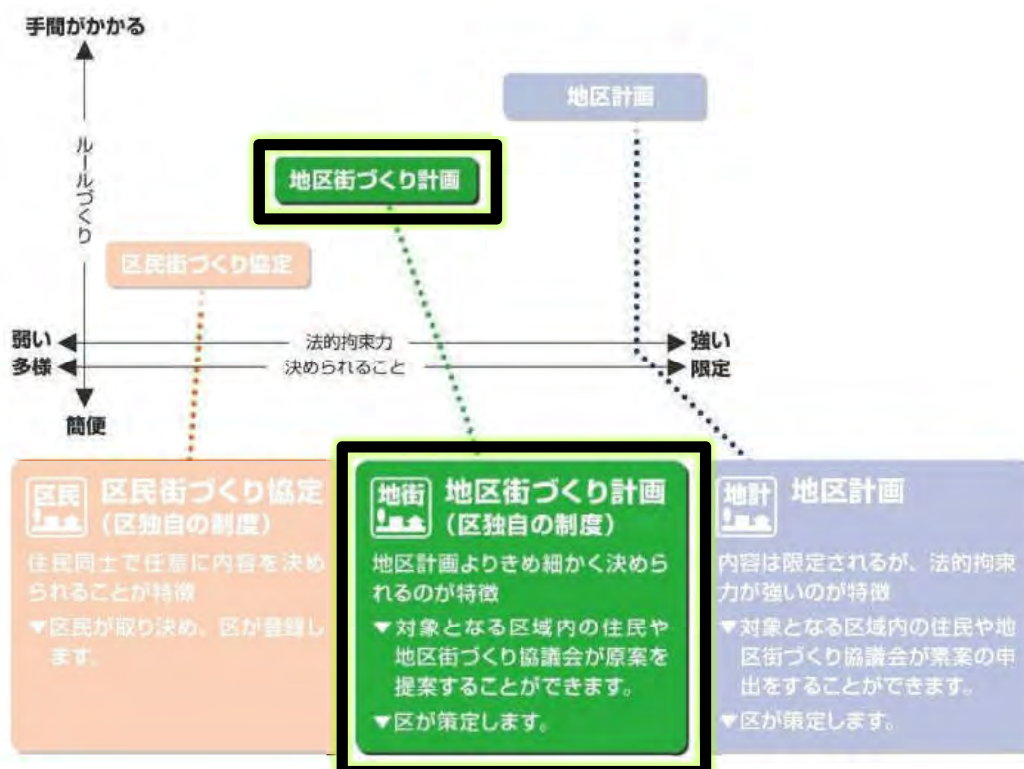 手間がかかる
地区計画
ルールづくり
地区街づくり計画
区民街づくり協定
弱い
法的拘束力
強い
多様
決められること
限定
簡便
区民
区民街づくり協定
（区独自の制度）
住民同士で任意に内容を決め
られることが特徴
▼区民が取り決め、区が登録し
ます。
地街
地区街づくり計画
（区独自の制度）
地区計画よりきめ細かく決めら
れるのが特徴
▼対象となる区域内の住民や
地区街づくり協議会が原案を
提案することができます。
▼区が策定します。
地計
地区計画
内容は限定されるが、法的拘束
力が強いのが特徴
▼対象となる区域内の住民や地
区街づくり協議会が素案の申
出をすることができます。
▼区が策定します。